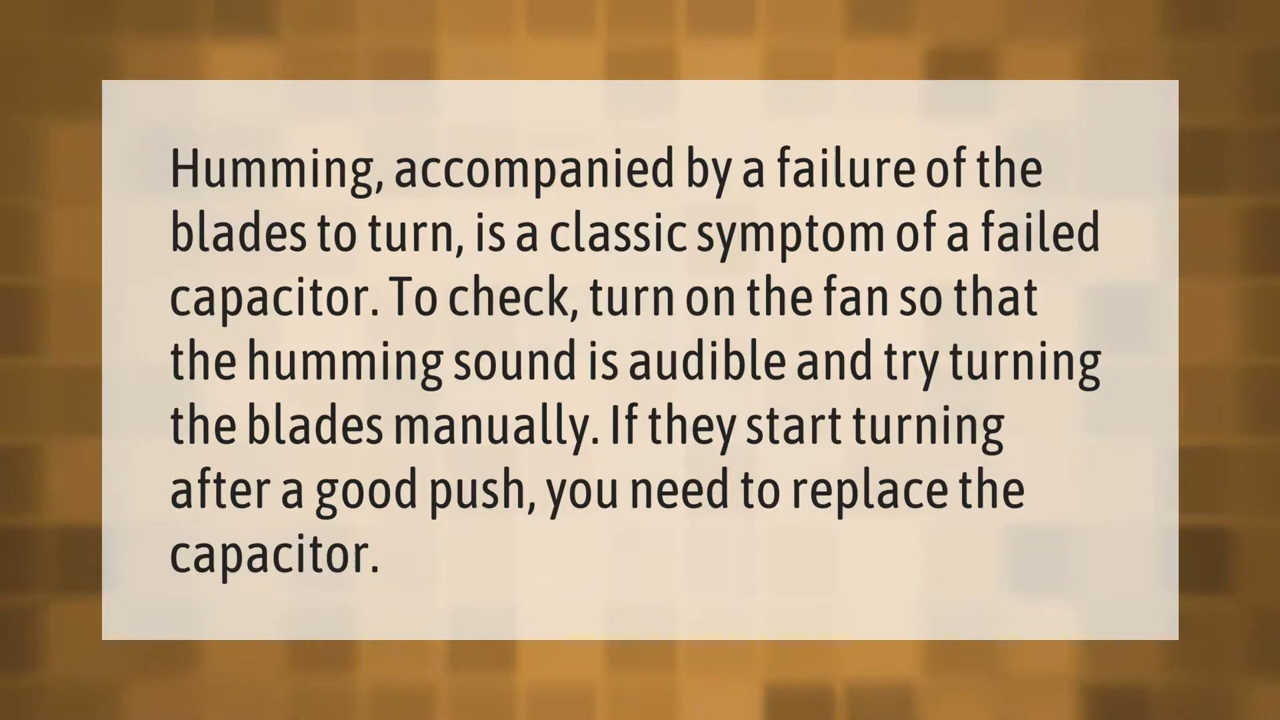 Humming, accompanied by a failure of the
blades to turn, is a classic symptom of a failed
capacitor. To check, turn on the fan so that
the humming sound is audible and try turning
the blades manually. If they start turning
after a good push, you need to replace the
capacitor.